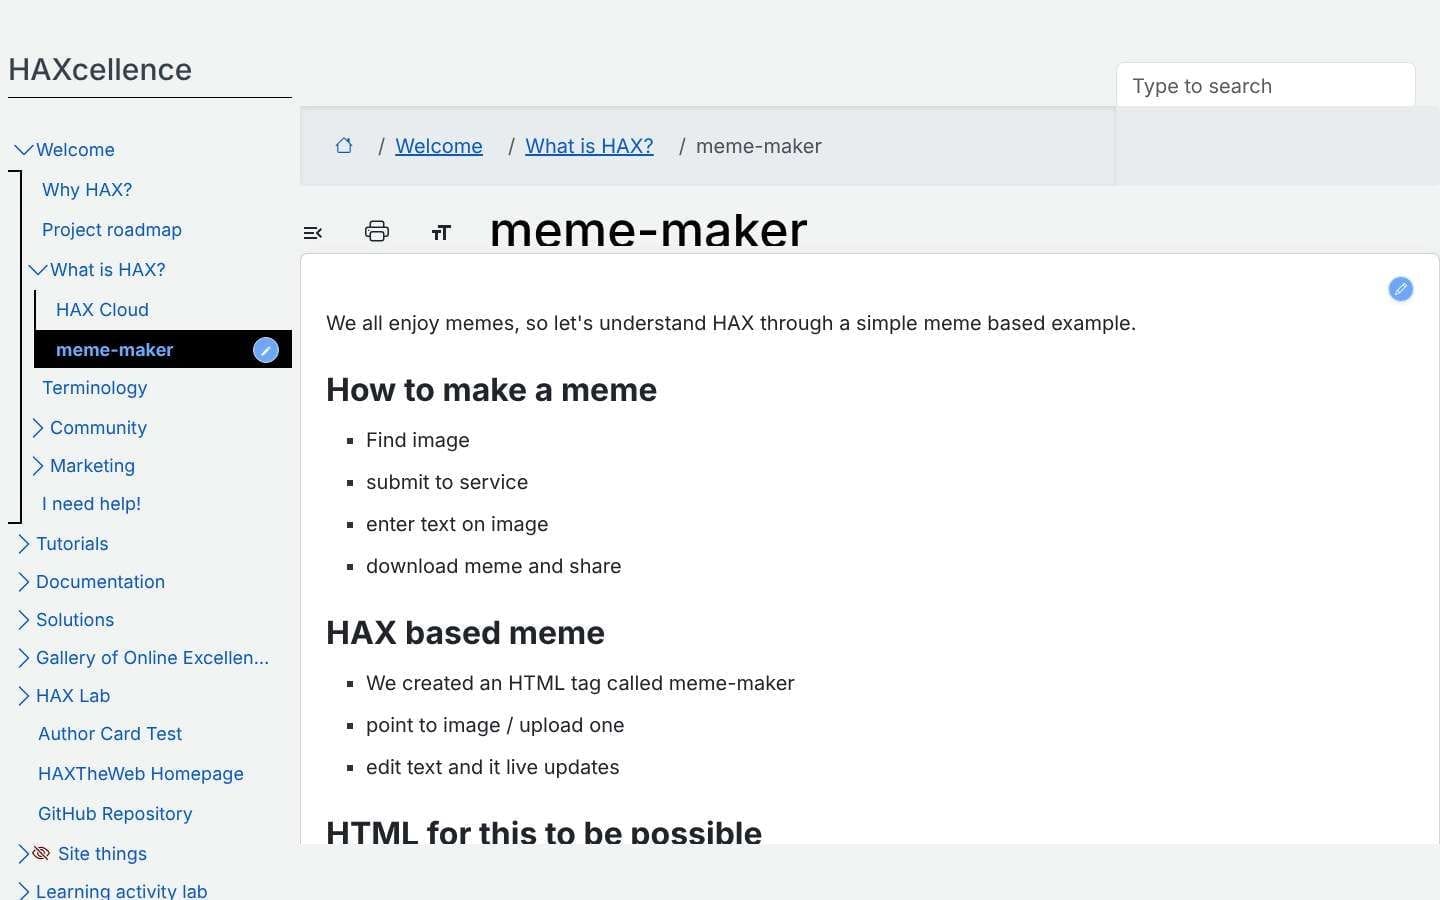 HAXcellence
Type to search
/ Welcome / What is HAX? / meme-maker
Welcome
Why HAX?
Project roadmap
What is HAX?
HAX Cloud
meme-maker
Terminology
Community
Marketing
I need help!
Tutorials
Documentation
Solutions
Gallery of Online Excellen...
HAX Lab
Author Card Test
HAXTheWeb Homepage
GitHub Repository
Site things
Learning activity lab
meme-maker
We all enjoy memes, so let's understand HAX through a simple meme based example.
How to make a meme
▪ Find image
▪ submit to service
▪ enter text on image
▪ download meme and share
HAX based meme
▪ We created an HTML tag called meme-maker
▪ point to image / upload one
▪ edit text and it live updates
HTML for this to be possible